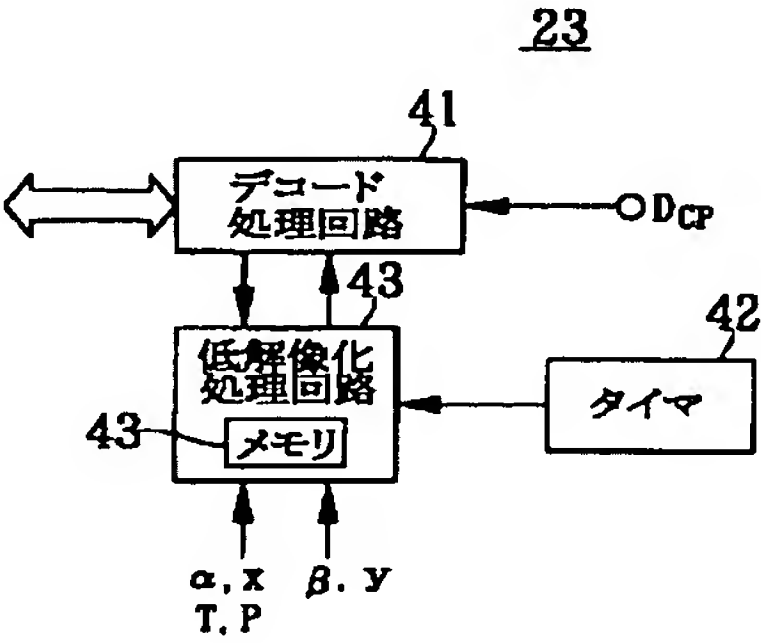 23
41
デコード
処理回路
D_CP
43
42
低解像化
処理回路
タイマ
43
メモリ
α, X
β. y
T. P